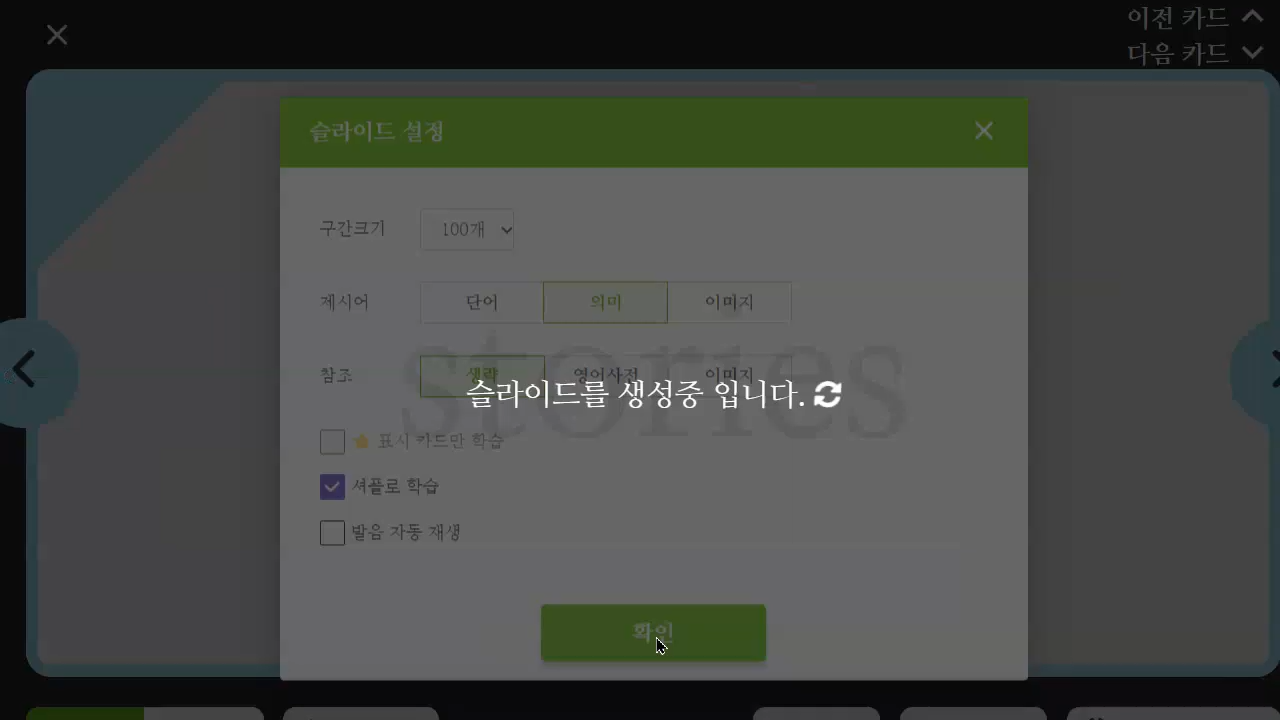 이전 카드
다음 카드
슬라이드 설정
구간크기 100개
제시어 단어 의미 이미지
stories
참조 생략 영어사전 이미지
슬라이드를 생성중 입니다.
표시 카드만 학습
셔플로 학습
발음 자동 재생
확인